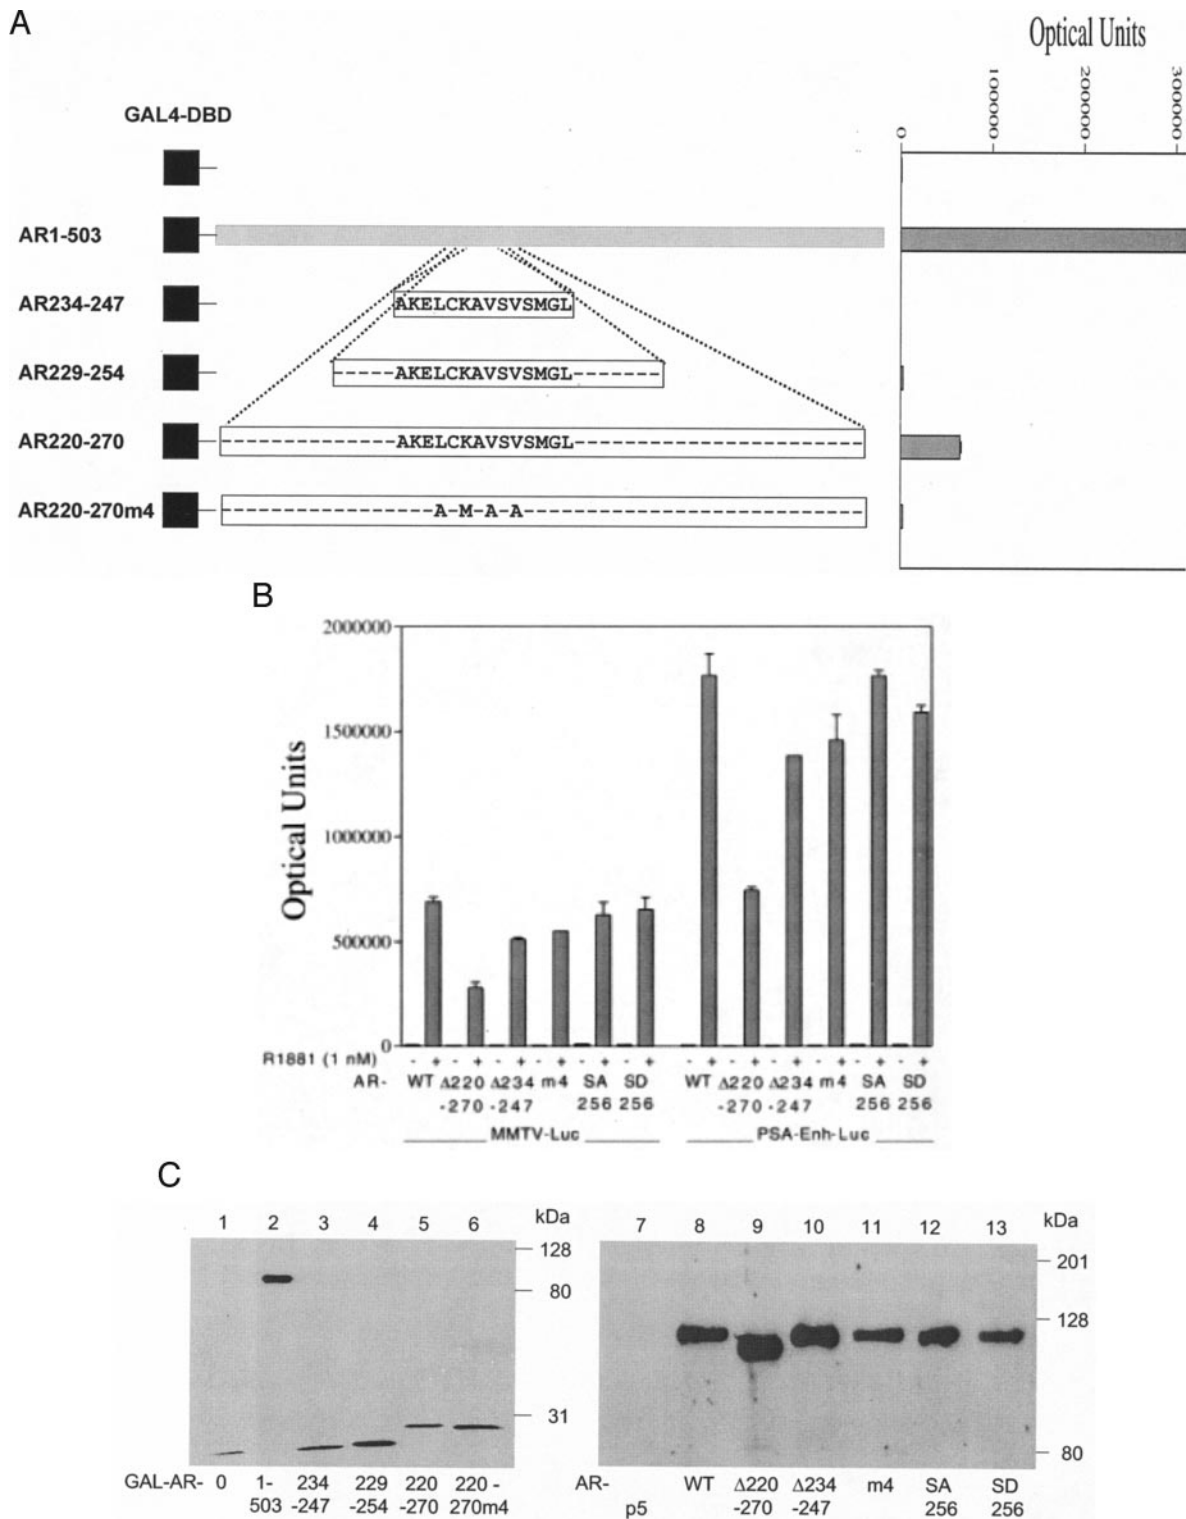 A
Optical Units
0
100000
200000
300000
GAL4-DBD
AR1-503
AR234-247
AKELCKAVSVSMGL
AR229-254
-----AKELCKAVSVSMGL-------
AR220-270
--------------AKELCKAVSVSMGL-----------------------
AR220-270m4
-----------------A-M-A-A---------------------------
B
2000000
1500000
1000000
500000
0
Optical Units
R1881 (1 nM) - + - + - + - + - + - + - + - + - + - + - + - +
AR- WT Δ220 Δ234 m4 SA SD WT Δ220 Δ234 m4 SA SD
-270 -247 256 256 -270 -247 256 256
MMTV-Luc PSA-Enh-Luc
C
1 2 3 4 5 6 kDa
128
80
31
GAL-AR- 0 1- 234 229 220 220 -
503 -247 -254 -270 270m4
7 8 9 10 11 12 13 kDa
201
128
80
AR- WT Δ220 Δ234 m4 SA SD
p5 -270 -247 256 256